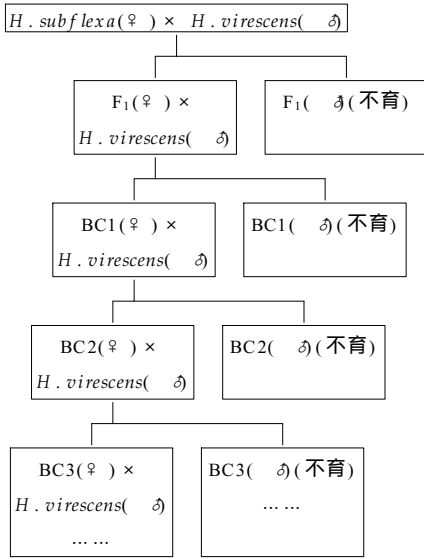 H . subflexa(♀ ) × H . virescens( ♂)
F₁(♀ ) ×
H . virescens( ♂)
F₁( ♂(不育)
BC1(♀ ) ×
H . virescens( ♂)
BC1( ♂)(不育)
BC2(♀ ) ×
H . virescens( ♂)
BC2( ♂)(不育)
BC3(♀ ) ×
H . virescens( ♂)
... ...
BC3( ♂)(不育)
... ...